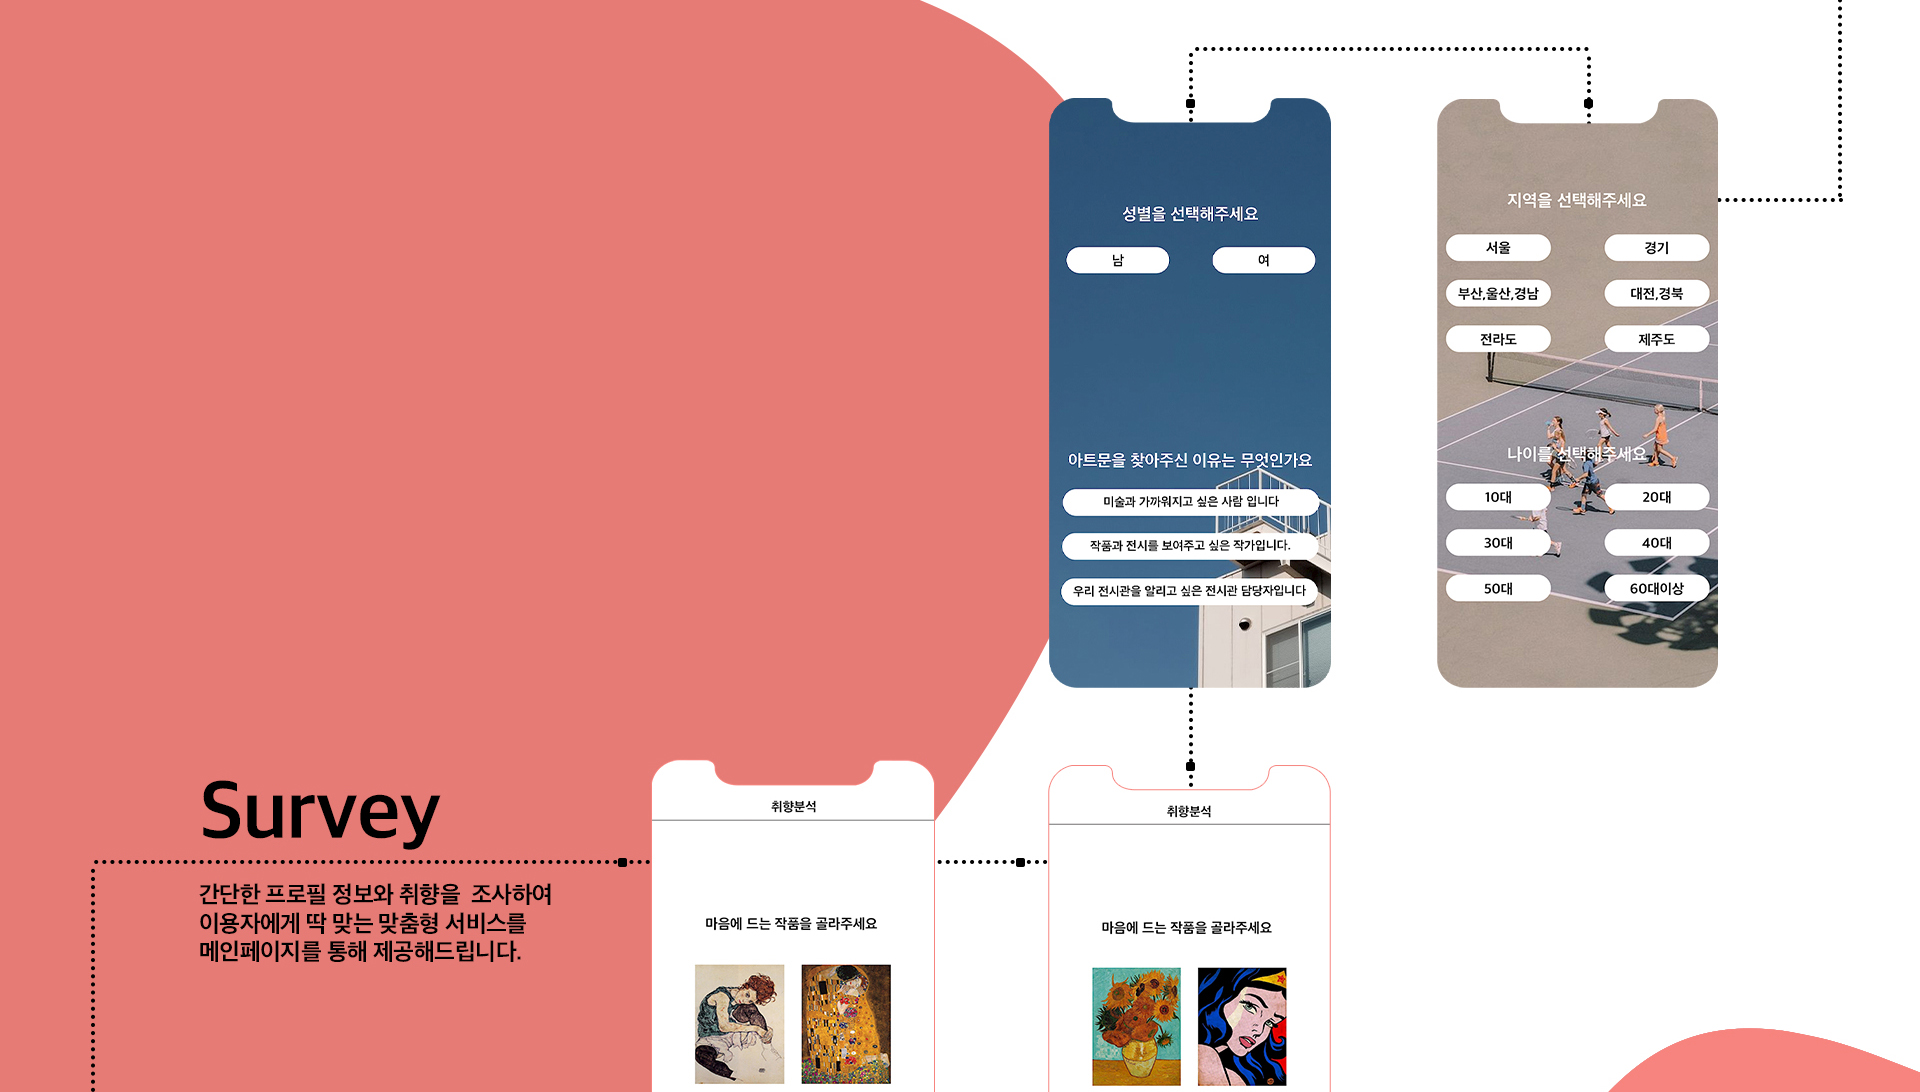 성별을 선택해주세요
남
여
아트문을 찾아주신 이유는 무엇인가요
미술과 가까워지고 싶은 사람 입니다
작품과 전시를 보여주고 싶은 작가입니다.
우리 전시관을 알리고 싶은 전시관 담당자입니다
지역을 선택해주세요
서울
경기
부산,울산,경남
대전,경북
전라도
제주도
나이를 선택해주세요
10대
20대
30대
40대
50대
60대이상
Survey
간단한 프로필 정보와 취향을 조사하여
이용자에게 딱 맞는 맞춤형 서비스를
메인페이지를 통해 제공해드립니다.
취향분석
마음에 드는 작품을 골라주세요
취향분석
마음에 드는 작품을 골라주세요